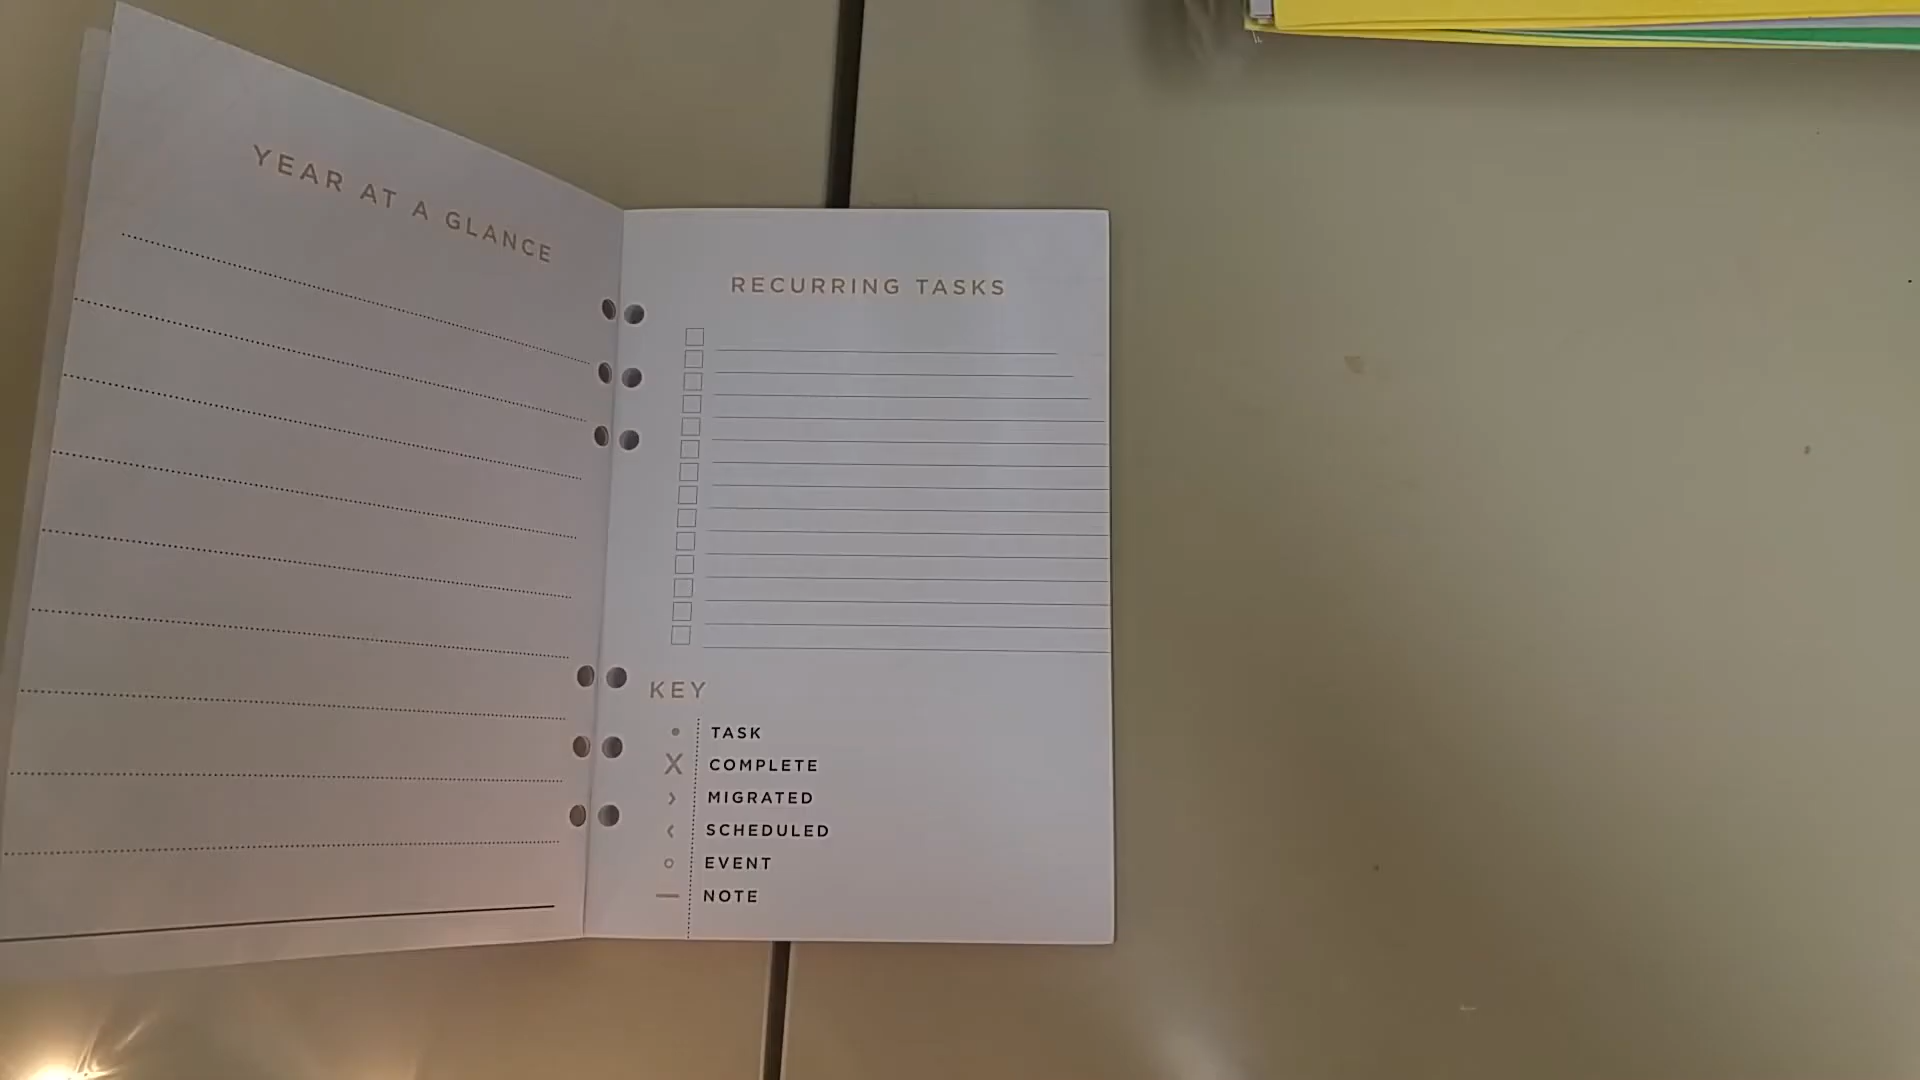 YEAR AT A GLANCE
RECURRING TASKS
KEY
• TASK
X COMPLETE
› MIGRATED
‹ SCHEDULED
○ EVENT
— NOTE